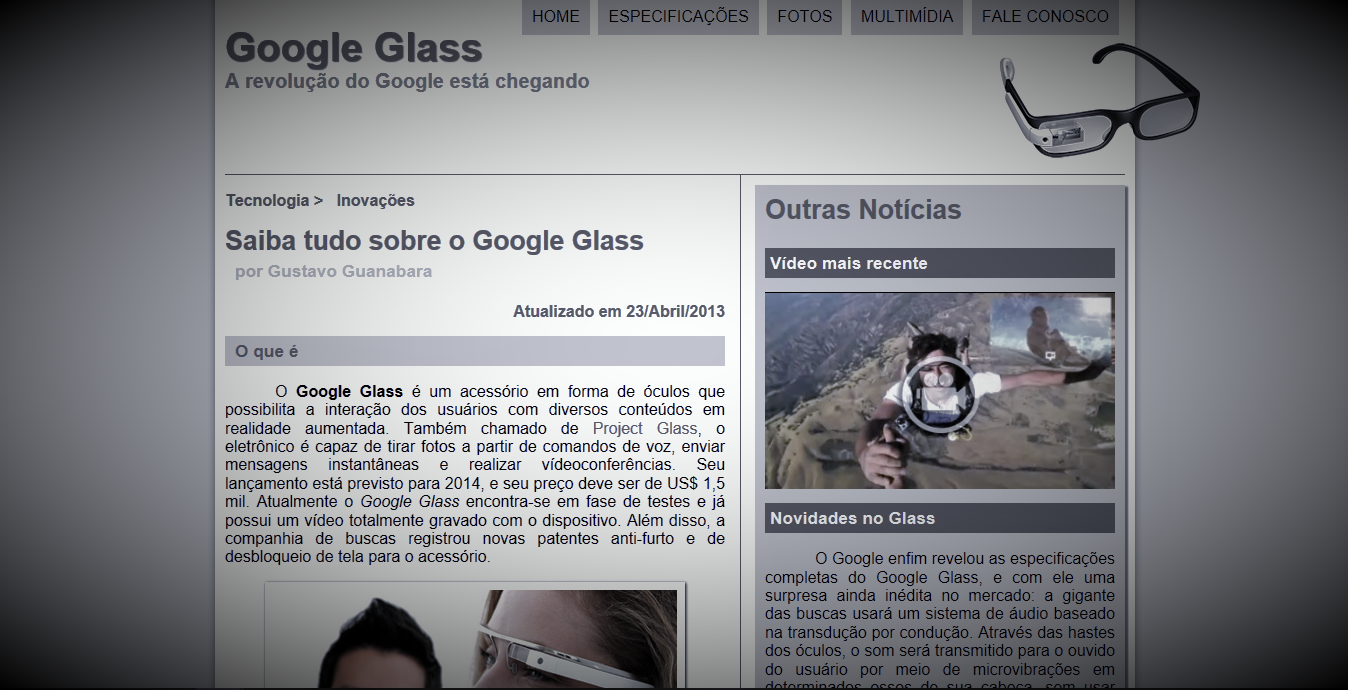 HOME ESPECIFICAÇÕES FOTOS MULTIMÍDIA FALE CONOSCO
Google Glass
A revolução do Google está chegando
Tecnologia > Inovações
Saiba tudo sobre o Google Glass
por Gustavo Guanabara
Atualizado em 23/Abril/2013
O que é
O Google Glass é um acessório em forma de óculos que
possibilita a interação dos usuários com diversos conteúdos em
realidade aumentada. Também chamado de Project Glass, o
eletrônico é capaz de tirar fotos a partir de comandos de voz, enviar
mensagens instantâneas e realizar vídeoconferências. Seu
lançamento está previsto para 2014, e seu preço deve ser de US$ 1,5
mil. Atualmente o Google Glass encontra-se em fase de testes e já
possui um vídeo totalmente gravado com o dispositivo. Além disso, a
companhia de buscas registrou novas patentes anti-furto e de
desbloqueio de tela para o acessório.
Outras Notícias
Vídeo mais recente
Novidades no Glass
O Google enfim revelou as especificações
completas do Google Glass, e com ele uma
surpresa ainda inédita no mercado: a gigante
das buscas usará um sistema de áudio baseado
na transdução por condução. Através das hastes
dos óculos, o som será transmitido para o ouvido
do usuário por meio de microvibrações em
determinados ossos de sua cabeça, sem usar